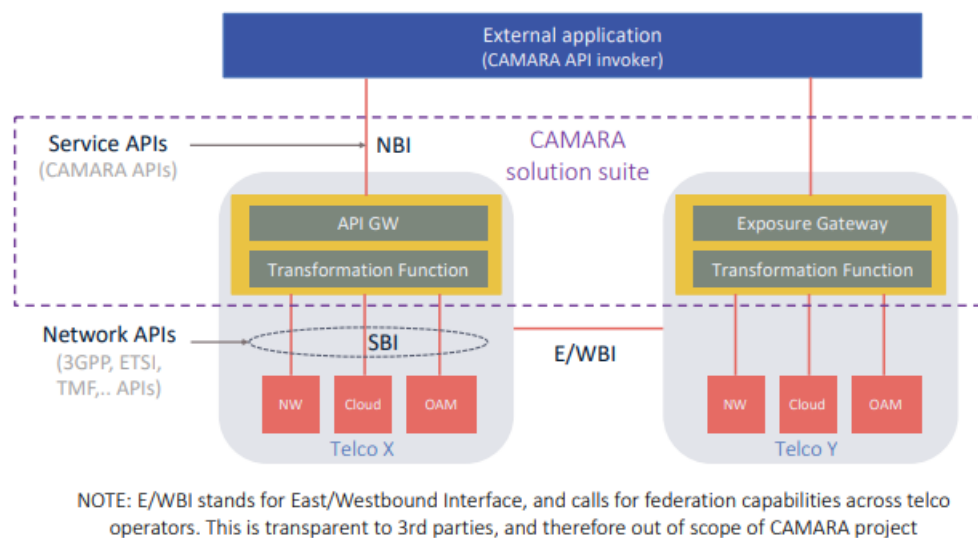 External application
(CAMARA API invoker)
Service APIs
(CAMARA APIs)
NBI
CAMARA
solution suite
API GW
Transformation Function
Exposure Gateway
Transformation Function
Network APIs
(3GPP, ETSI,
TMF,.. APIs)
SBI
E/WBI
NW
Cloud
OAM
Telco X
NW
Cloud
OAM
Telco Y
NOTE: E/WBI stands for East/Westbound Interface, and calls for federation capabilities across telco
operators. This is transparent to 3rd parties, and therefore out of scope of CAMARA project